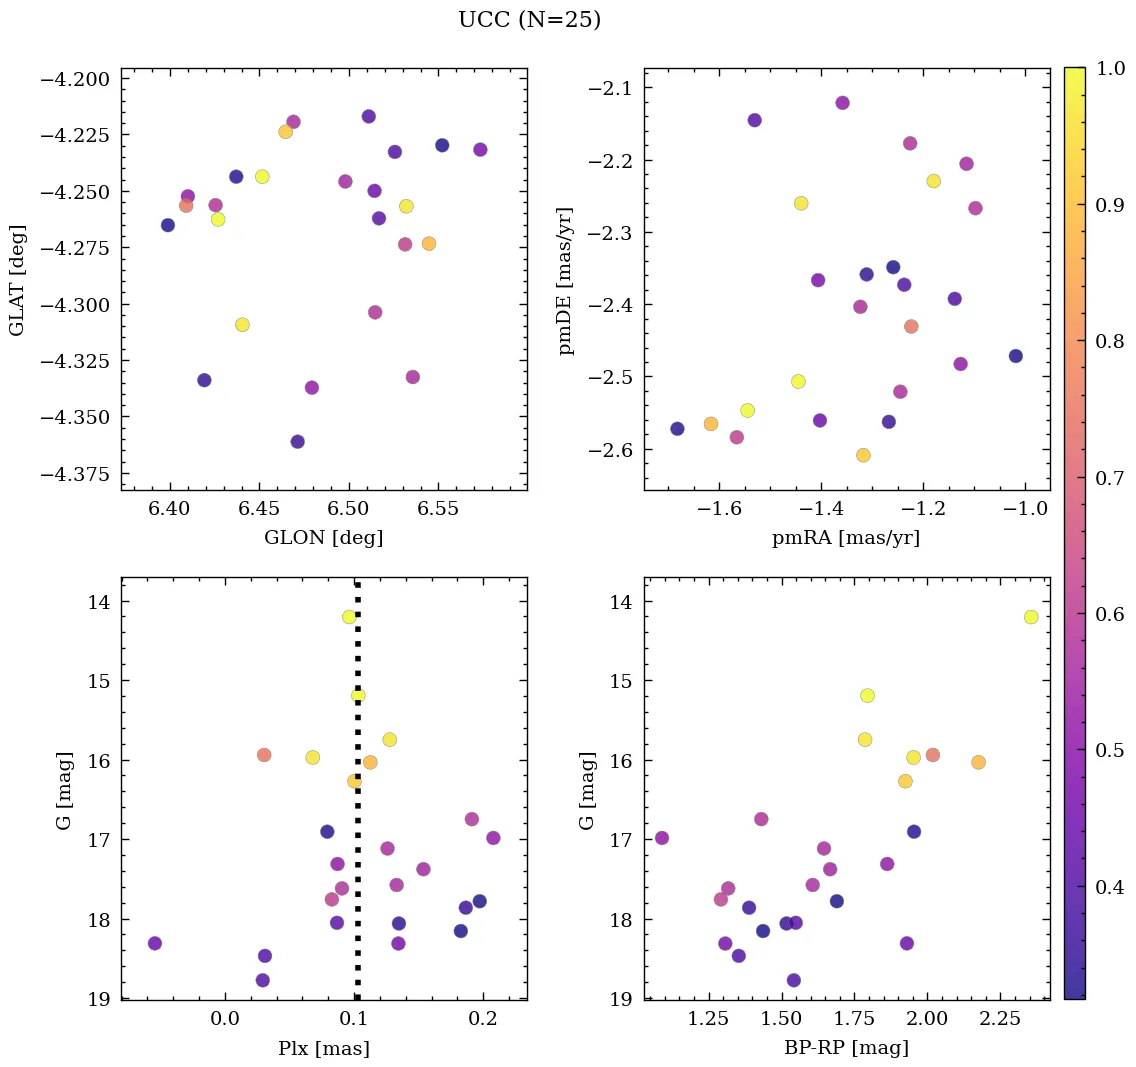 UCC (N=25)
−4.200
−4.225
−4.250
−4.275
−4.300
−4.325
−4.350
−4.375
GLAT [deg]
6.40 6.45 6.50 6.55
GLON [deg]
−2.1
−2.2
−2.3
−2.4
−2.5
−2.6
pmDE [mas/yr]
−1.6 −1.4 −1.2 −1.0
pmRA [mas/yr]
1.0
0.9
0.8
0.7
0.6
0.5
0.4
14
15
16
17
18
19
G [mag]
0.0 0.1 0.2
Plx [mas]
14
15
16
17
18
19
G [mag]
1.25 1.50 1.75 2.00 2.25
BP-RP [mag]